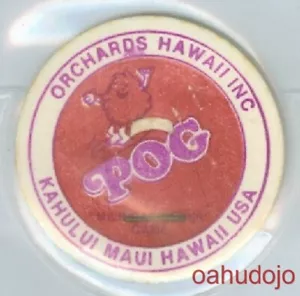 ORCHARDS HAWAII INC
POG
KAHULUI MAUI HAWAII USA
oahudojo